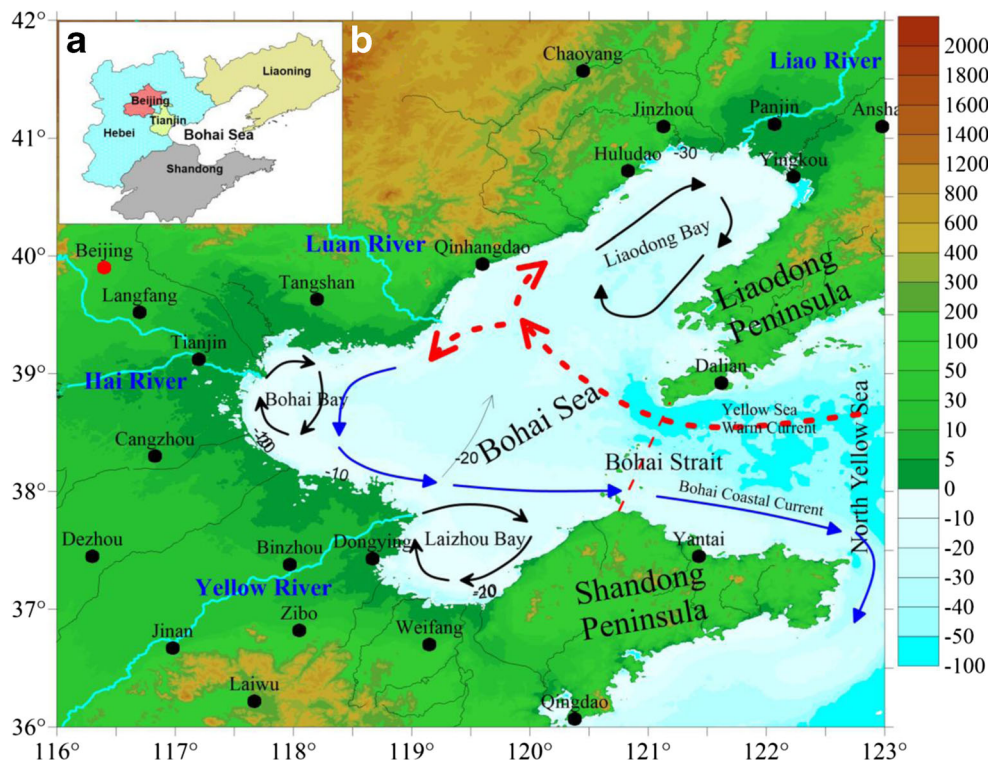 a
b
Liaoning
Beijing
Tianjin
Hebei
Bohai Sea
Shandong
42°
41°
40°
39°
38°
37°
36°
116°
117°
118°
119°
120°
121°
122°
123°
Chaoyang
Liao River
Jinzhou
Panjin
Ansha
Huludao
-30
Yingkou
Liaodong Bay
Beijing
Luan River
Qinhangdao
Langfang
Tangshan
Liaodong
Peninsula
Tianjin
Hai River
Dalian
Bohai Bay
Bohai Sea
Yellow Sea
Warm Current
North Yellow Sea
Cangzhou
-10
-20
Bohai Strait
Bohai Coastal Current
Dezhou
Binzhou
Dongying
Laizhou Bay
Yantai
Yellow River
Shandong
Peninsula
Zibo
Jinan
Weifang
Laiwu
Qingdao
2000
1800
1600
1400
1200
800
600
400
300
200
100
50
30
10
5
0
-10
-20
-30
-40
-50
-100